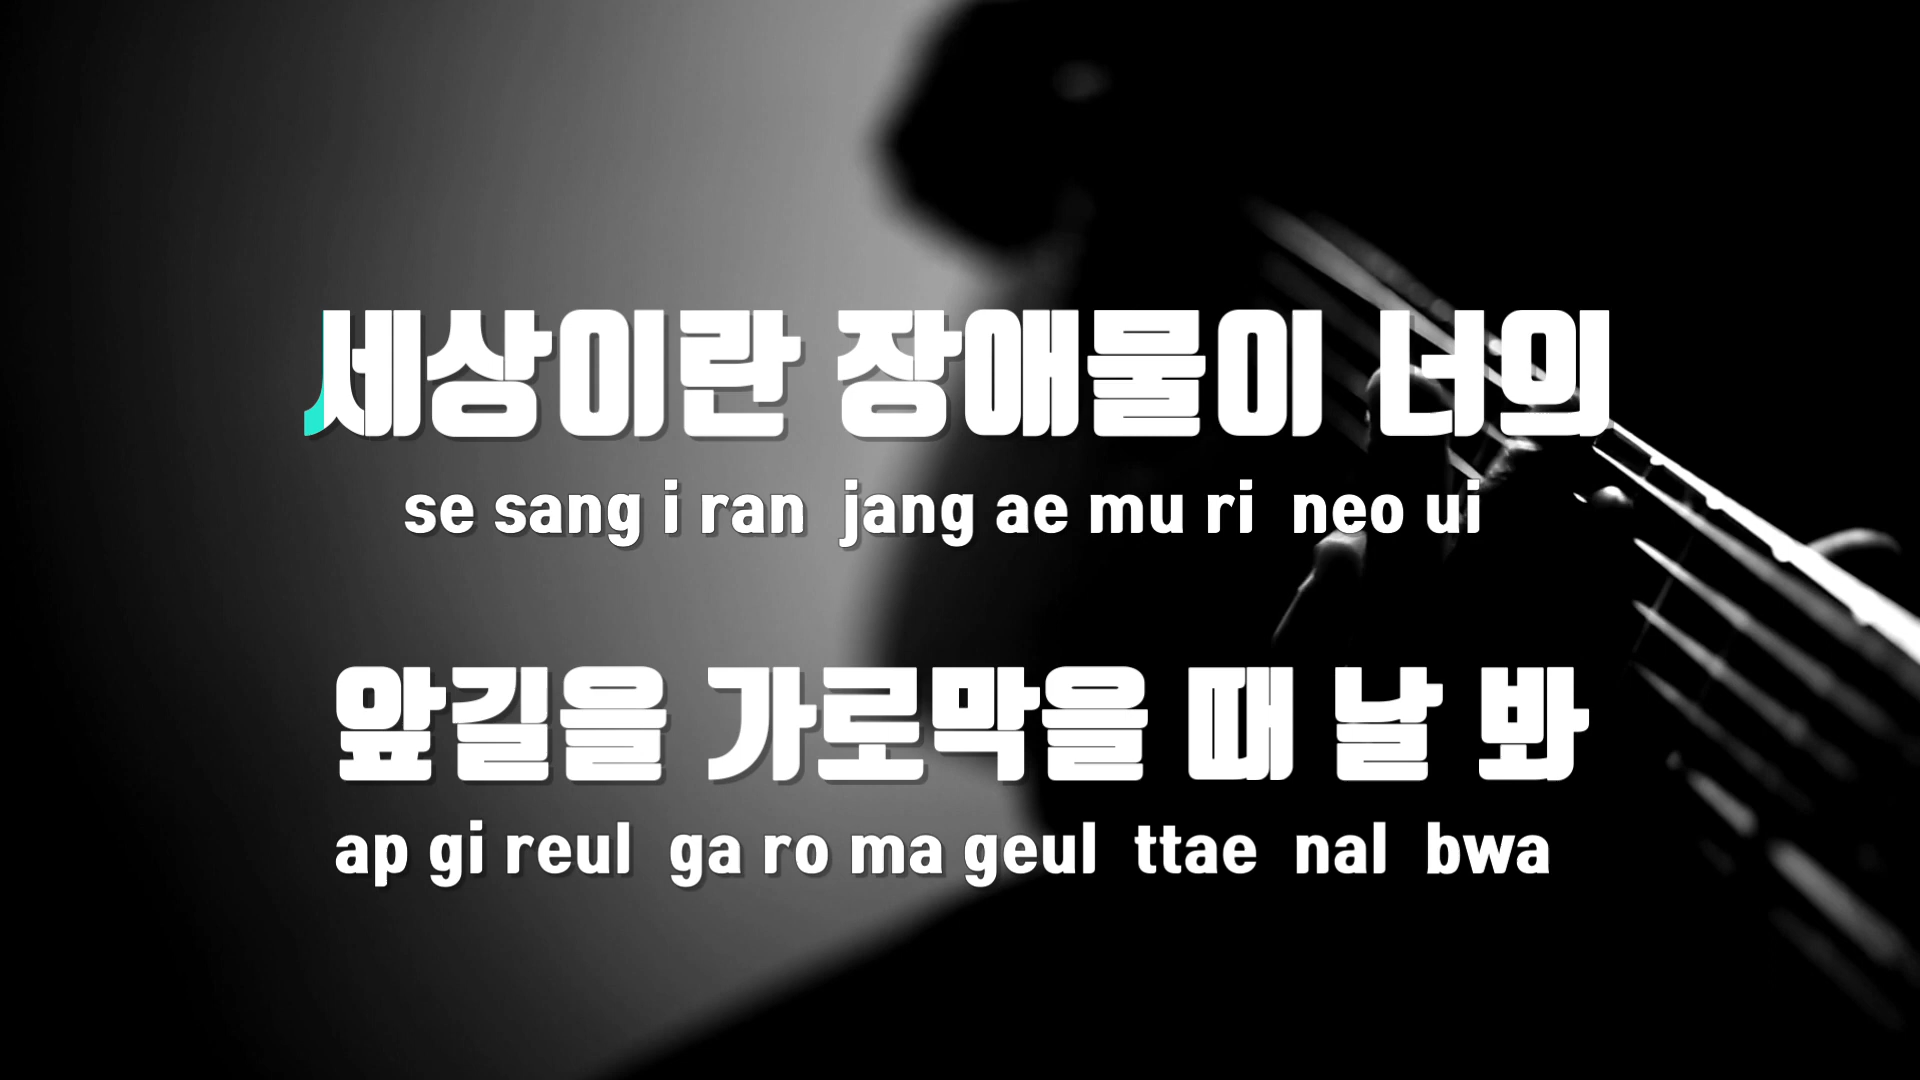 세상이란 장애물이 너의
se sang i ran jang ae mu ri neo ui
앞길을 가로막을 때 날 봐
ap gi reul ga ro ma geul ttae nal bwa